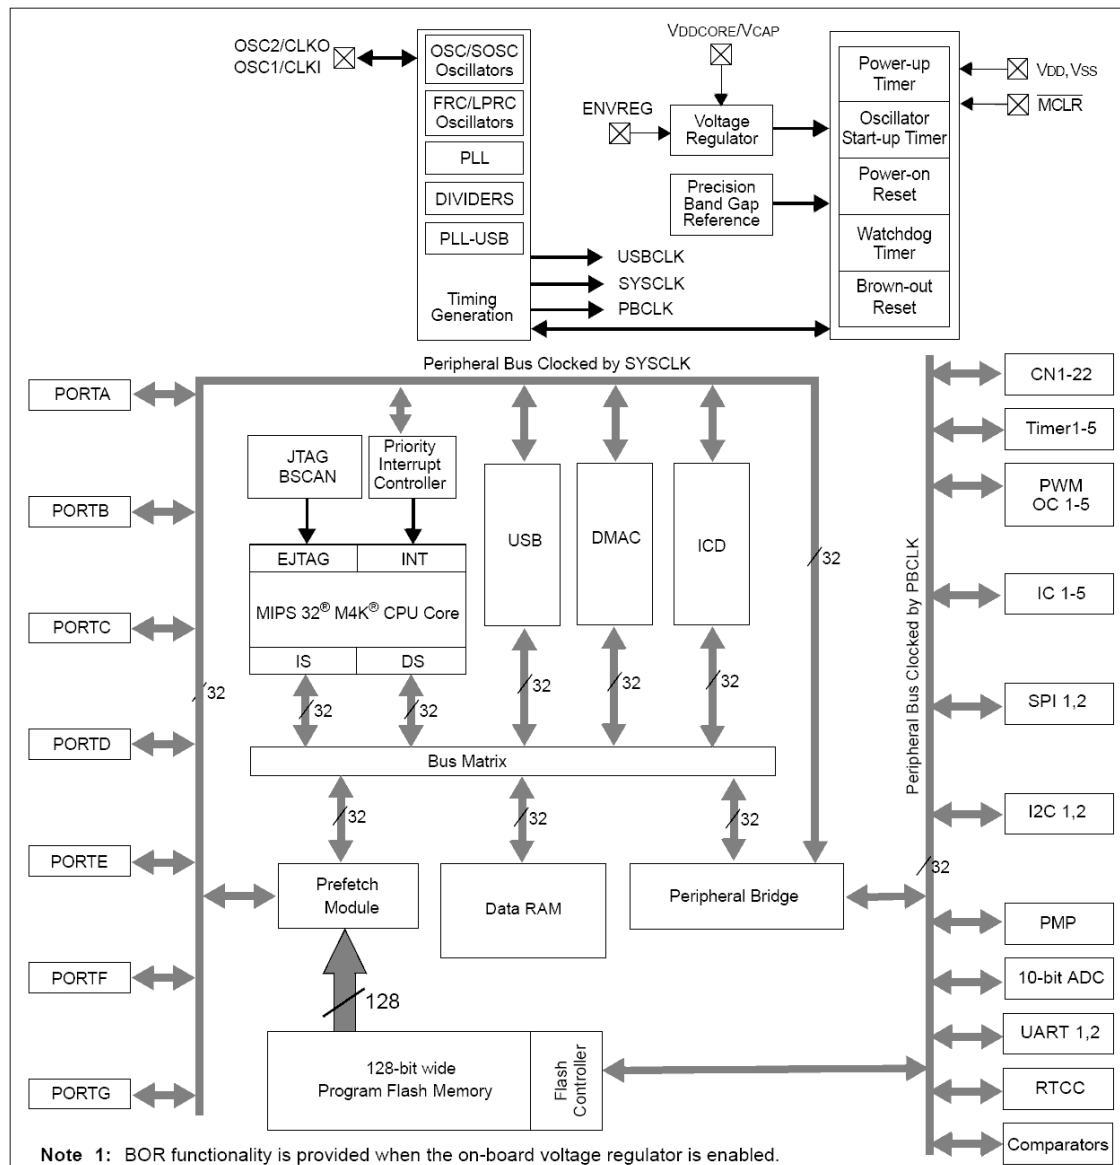 OSC2/CLKO
OSC1/CLKI
OSC/SOSC
Oscillators
FRC/LPRC
Oscillators
PLL
DIVIDERS
PLL-USB
Timing
Generation
USBCLK
SYSCLK
PBCLK
VDDCORE/VCAP
ENVREG
Voltage
Regulator
Precision
Band Gap
Reference
Power-up
Timer
Oscillator
Start-up Timer
Power-on
Reset
Watchdog
Timer
Brown-out
Reset
VDD, VSS
MCLR
Peripheral Bus Clocked by SYSCLK
PORTA
PORTB
PORTC
PORTD
PORTE
PORTF
PORTG
32
JTAG
BSCAN
Priority
Interrupt
Controller
EJTAG
INT
MIPS 32® M4K® CPU Core
IS
DS
USB
DMAC
ICD
32
32
32
32
32
32
Bus Matrix
32
32
32
Prefetch
Module
Data RAM
Peripheral Bridge
128
128-bit wide
Program Flash Memory
Flash
Controller
Peripheral Bus Clocked by PBCLK
32
CN1-22
Timer1-5
PWM
OC 1-5
IC 1-5
SPI 1,2
I2C 1,2
PMP
10-bit ADC
UART 1,2
RTCC
Comparators
Note 1: BOR functionality is provided when the on-board voltage regulator is enabled.